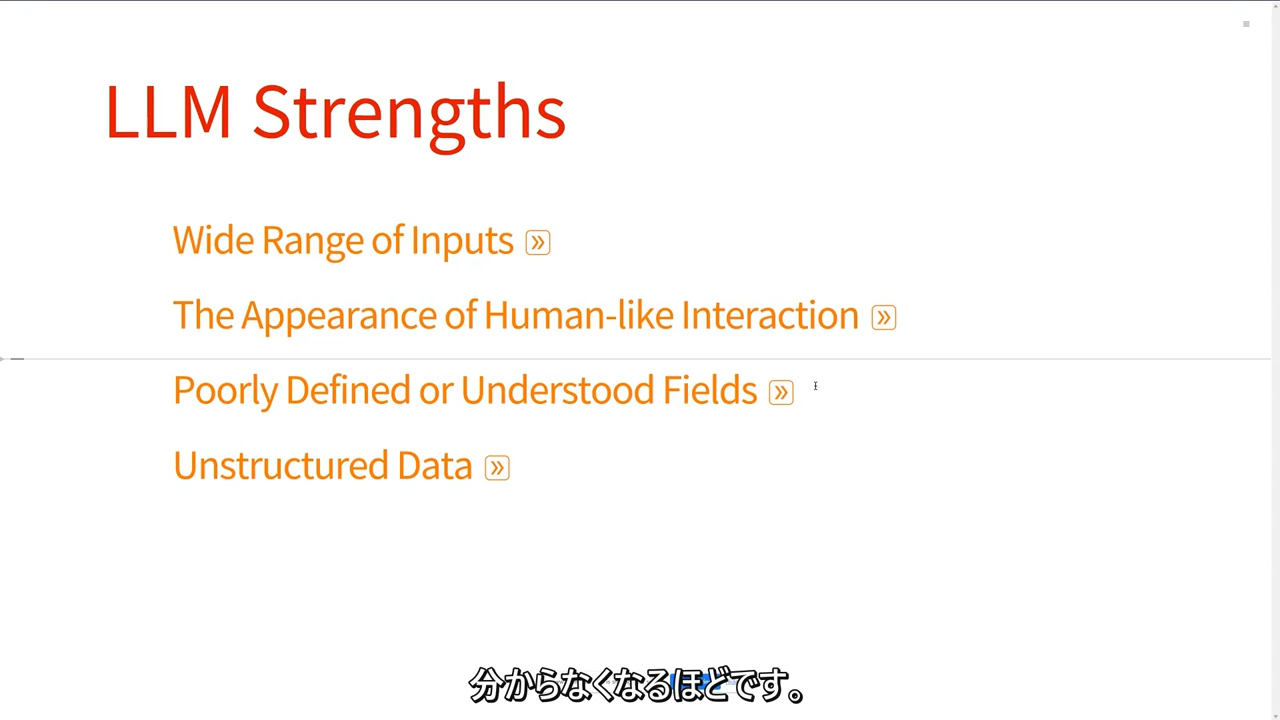 LLM Strengths
Wide Range of Inputs »
The Appearance of Human-like Interaction »
Poorly Defined or Understood Fields »
Unstructured Data »
分からなくなるほどです。